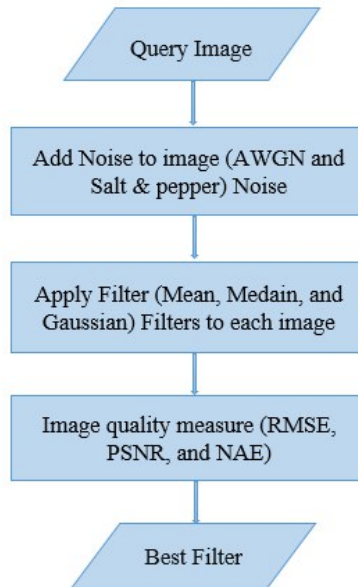 Query Image
Add Noise to image (AWGN and
Salt & pepper) Noise
Apply Filter (Mean, Medain, and
Gaussian) Filters to each image
Image quality measure (RMSE,
PSNR, and NAE)
Best Filter